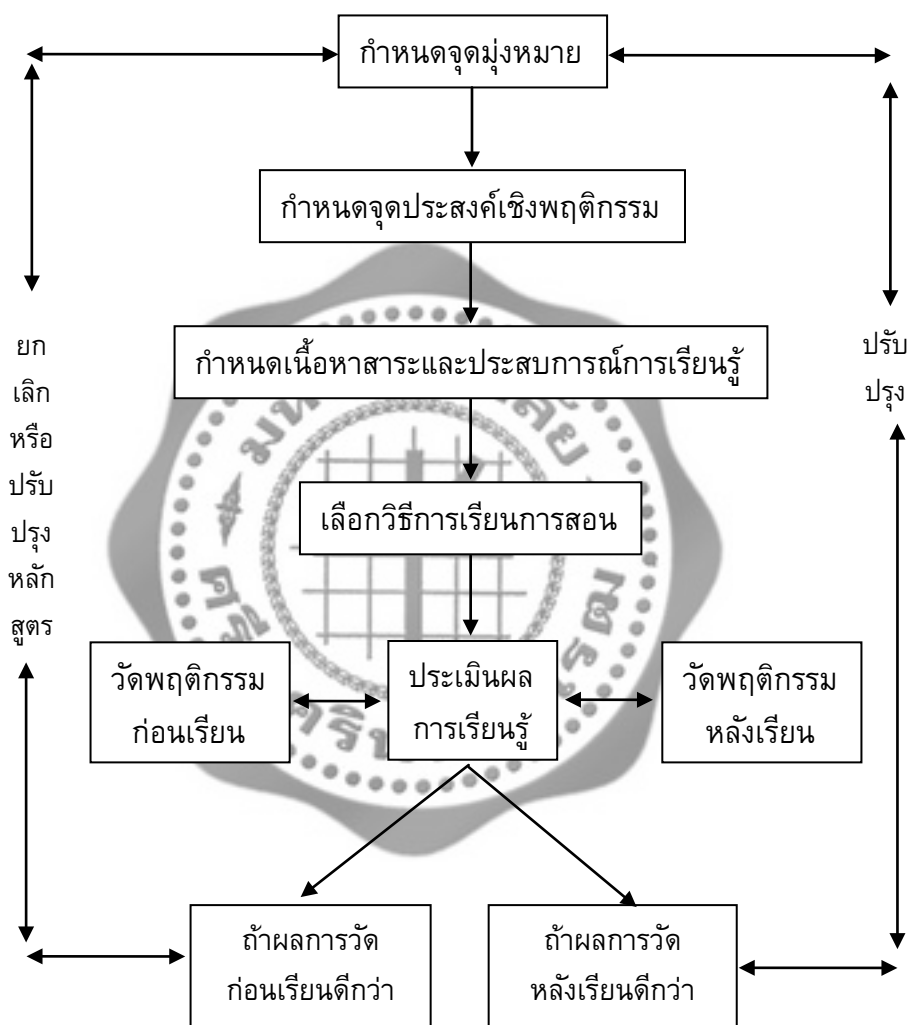 กำหนดจุดมุ่งหมาย
กำหนดจุดประสงค์เชิงพฤติกรรม
กำหนดเนื้อหาสาระและประสบการณ์การเรียนรู้
เลือกวิธีการเรียนการสอน
ยก
เลิก
หรือ
ปรับ
ปรุง
หลัก
สูตร
ปรับ
ปรุง
วัดพฤติกรรม
ก่อนเรียน
ประเมินผล
การเรียนรู้
วัดพฤติกรรม
หลังเรียน
ถ้าผลการวัด
ก่อนเรียนดีกว่า
ถ้าผลการวัด
หลังเรียนดีกว่า